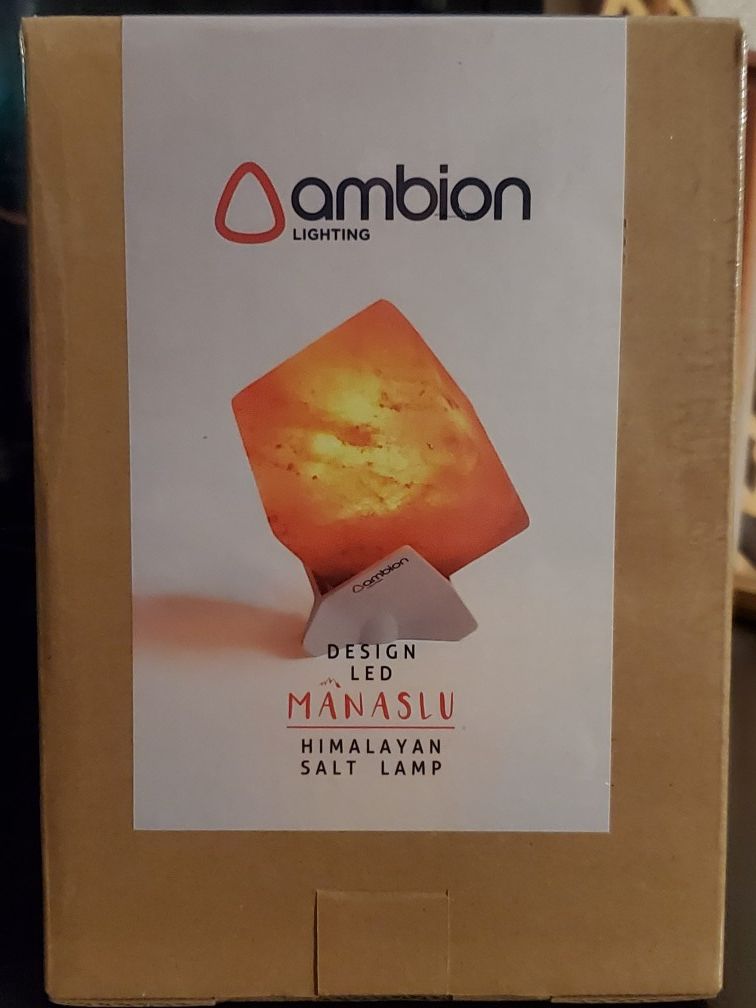 ambion
LIGHTING
ambion
DESIGN
LED
MANASLU
HIMALAYAN
SALT LAMP